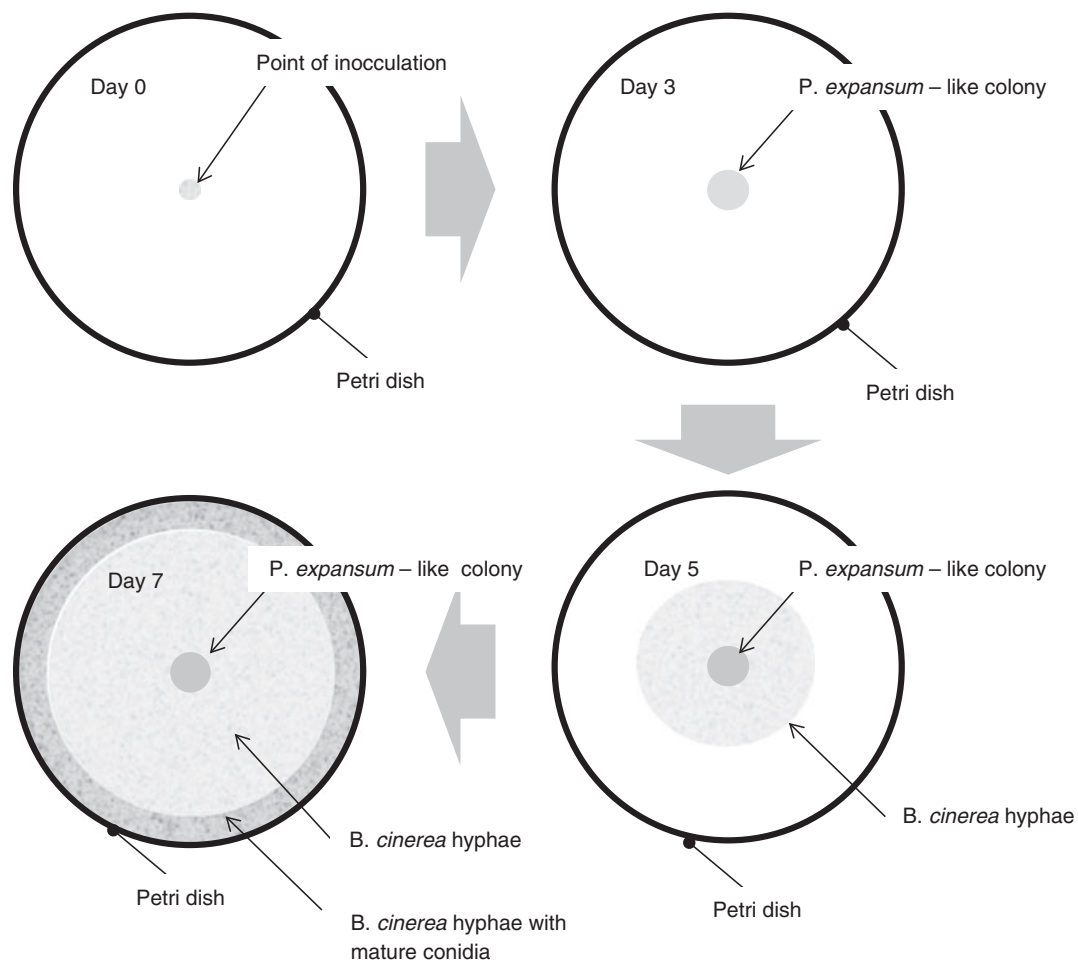 Point of inocculation
Day 0
Petri dish
Day 3
P. expansum – like colony
Petri dish
Day 7
P. expansum – like colony
B. cinerea hyphae
Petri dish
B. cinerea hyphae with
mature conidia
Day 5
P. expansum – like colony
B. cinerea hyphae
Petri dish